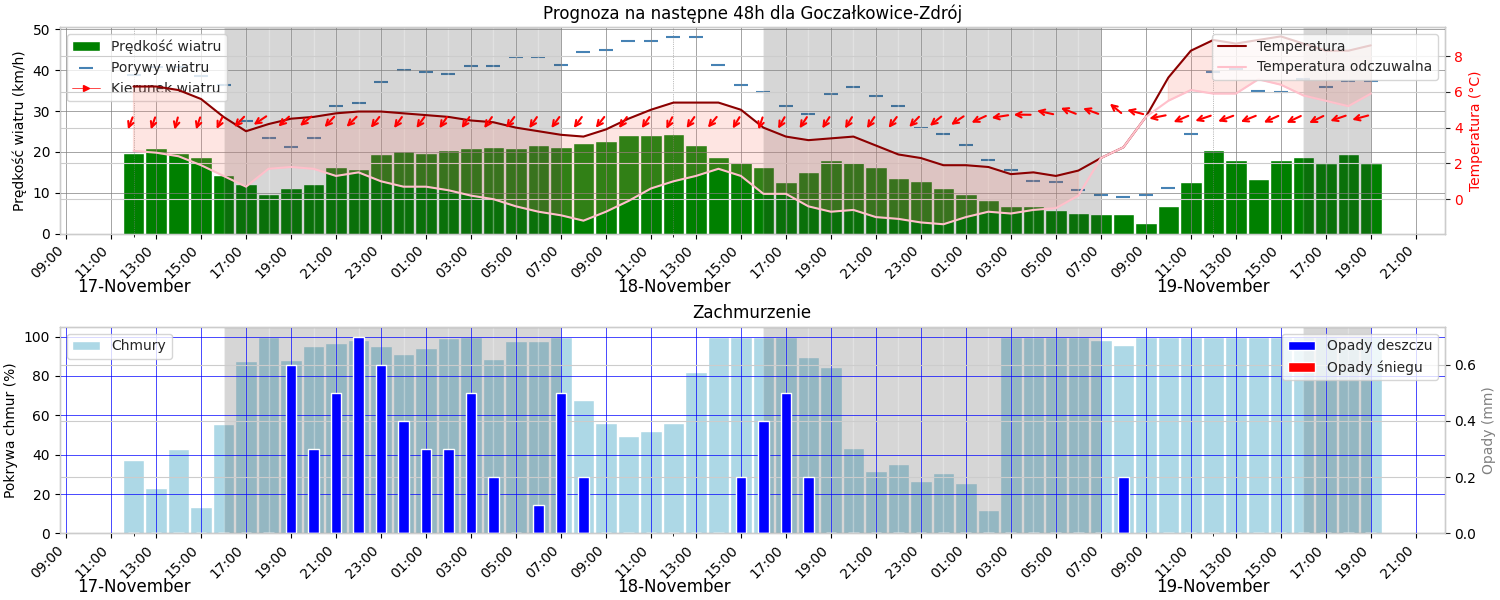 Prognoza na następne 48h dla Goczałkowice-Zdrój
Prędkość wiatru (km/h)
50
40
30
20
10
0
Prędkość wiatru
Porywy wiatru
Kierunek wiatru
Temperatura
Temperatura odczuwalna
8
6
4
2
0
Temperatura (°C)
09:00 11:00 13:00 15:00 17:00 19:00 21:00 23:00 01:00 03:00 05:00 07:00 09:00 11:00 13:00 15:00 17:00 19:00 21:00 23:00 01:00 03:00 05:00 07:00 09:00 11:00 13:00 15:00 17:00 19:00 21:00
17-November 18-November 19-November
Zachmurzenie
Pokrywa chmur (%)
100
80
60
40
20
0
Chmury
Opady deszczu
Opady śniegu
0.6
0.4
0.2
0.0
Opady (mm)
09:00 11:00 13:00 15:00 17:00 19:00 21:00 23:00 01:00 03:00 05:00 07:00 09:00 11:00 13:00 15:00 17:00 19:00 21:00 23:00 01:00 03:00 05:00 07:00 09:00 11:00 13:00 15:00 17:00 19:00 21:00
17-November 18-November 19-November